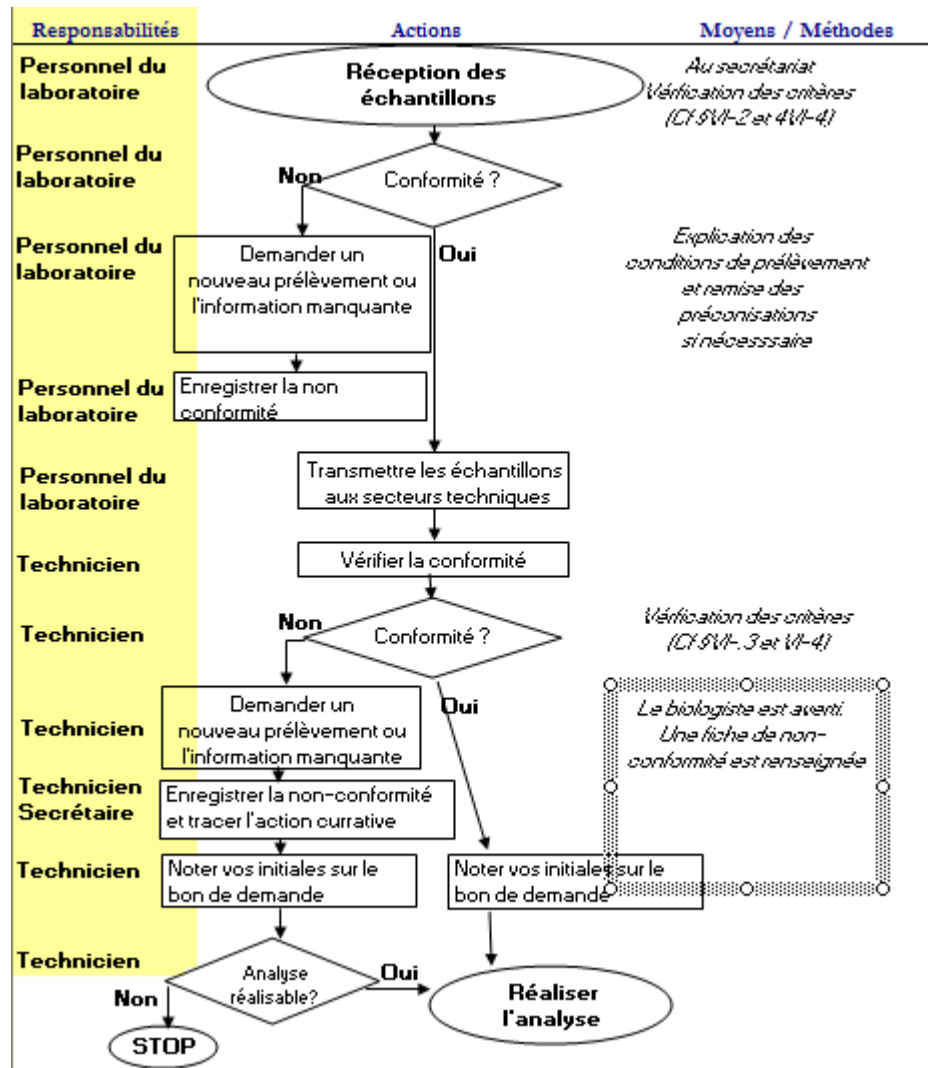 Responsabilités
Actions
Moyens / Méthodes
Personnel du
laboratoire
Réception des
échantillons
Au secrétariat
Vérfication des critères
(Cf §VI-2 et 4VI-4)
Personnel du
laboratoire
Non
Conformité ?
Personnel du
laboratoire
Demander un
nouveau prélèvement ou
l'information manquante
Oui
Explication des
conditions de prélèvement
et remise des
préconisations
si nécesssaire
Personnel du
laboratoire
Enregistrer la non
conformité
Personnel du
laboratoire
Transmettre les échantillons
aux secteurs techniques
Technicien
Vérifier la conformité
Technicien
Non
Conformité ?
Vérfication des critères
(Cf §VI-.3 et VI-4)
Technicien
Demander un
nouveau prélèvement ou
l'information manquante
Oui
Le biologiste est averti.
Une fiche de non-
conformité est renseignée
Technicien
Secrétaire
Enregistrer la non-conformité
et tracer l'action currative
Technicien
Noter vos initiales sur le
bon de demande
Noter vos initiales sur le
bon de demande
Technicien
Analyse
réalisable?
Oui
Non
Réaliser
l'analyse
STOP